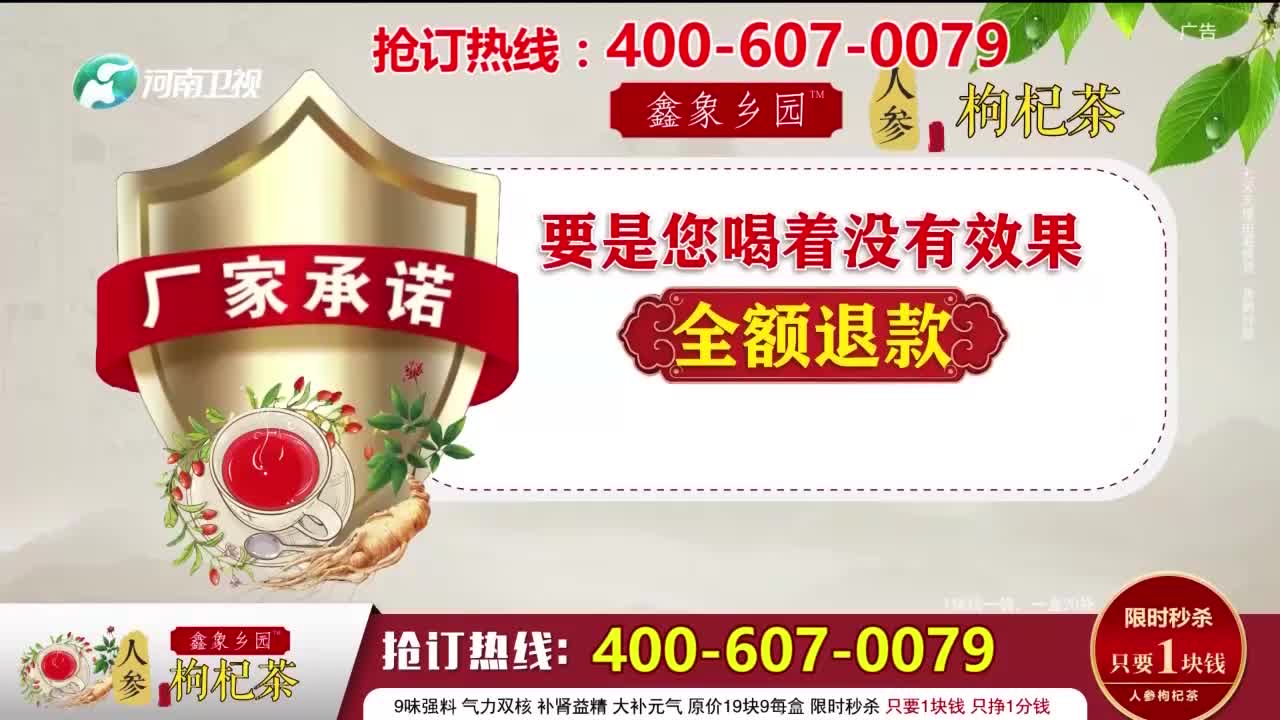 抢订热线：400-607-0079
广告
河南卫视
鑫象乡园™
人参
枸杞茶
要是您喝着没有效果
厂家承诺
全额退款
人参
鑫象乡园™
枸杞茶
抢订热线：400-607-0079
限时秒杀
只要1块钱
人参枸杞茶
9味强料 气力双核 补肾益精 大补元气 原价19块9每盒 限时秒杀 只要1块钱 只挣1分钱